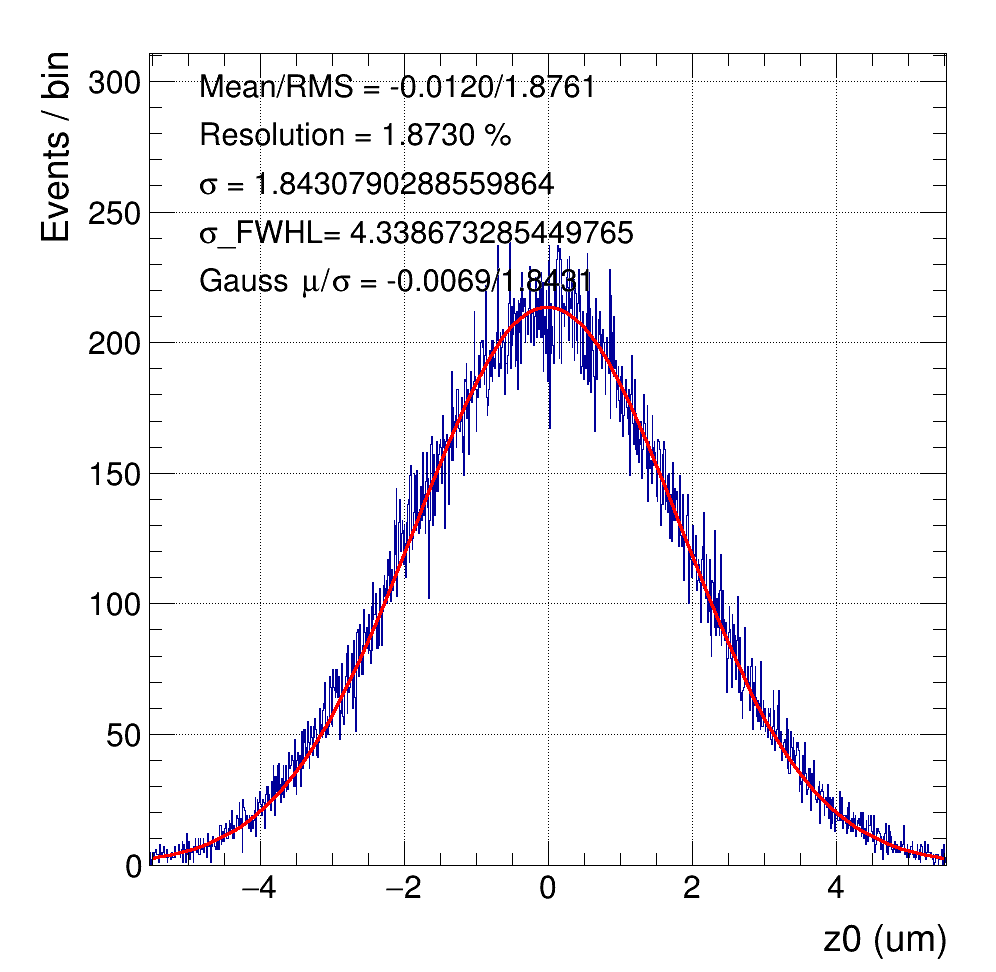 Events / bin
300
250
200
150
100
50
0
Mean/RMS = -0.0120/1.8761
Resolution = 1.8730 %
σ = 1.8430790288559864
σ_FWHL= 4.338673285449765
Gauss μ/σ = -0.0069/1.8431
−4 −2 0 2 4
z0 (um)